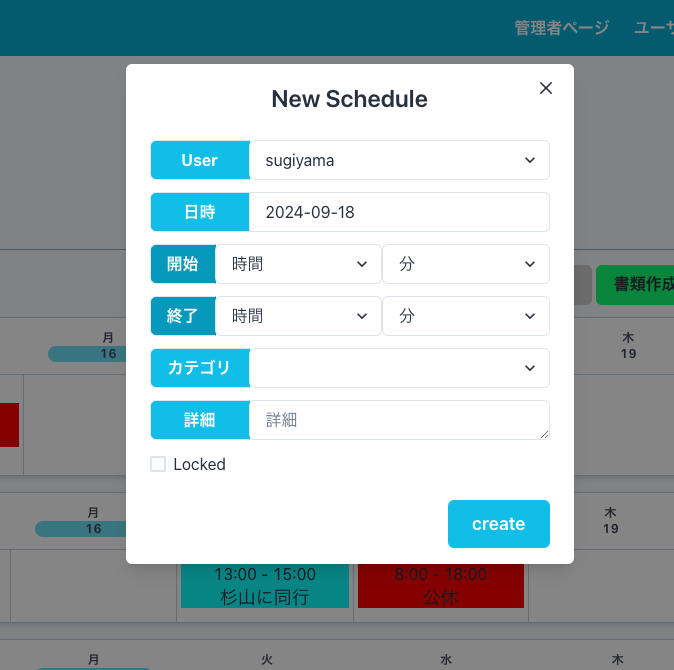 管理者ページ ユーザ
New Schedule
User sugiyama
日時 2024-09-18
書類作成
開始 時間 分
終了 時間 分
月 木
16 19
カテゴリ
詳細 詳細
Locked
月 木
16 19
create
13:00 - 15:00 8:00 - 18:00
杉山に同行 公休
月 火 水 木